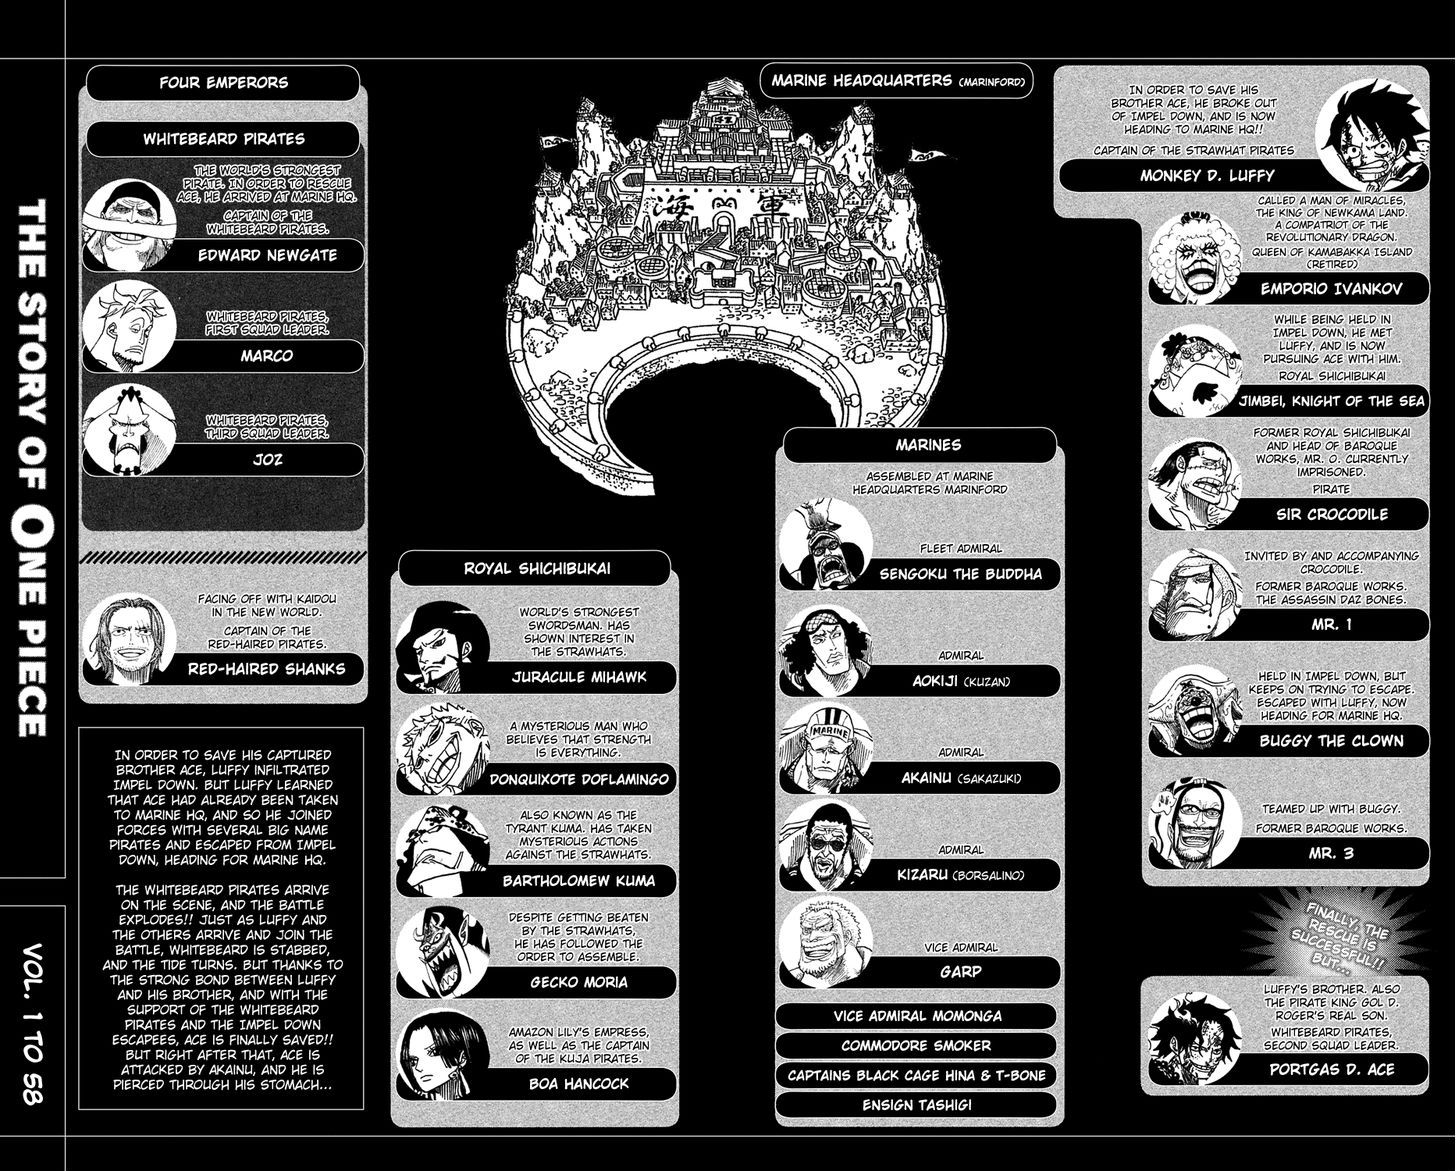 THE STORY OF ONE PIECE
VOL. 1 TO 58
FOUR EMPERORS
WHITEBEARD PIRATES
THE WORLD'S STRONGEST
PIRATE. IN ORDER TO RESCUE
ACE, HE ARRIVED AT MARINE HQ.
CAPTAIN OF THE
WHITEBEARD PIRATES.
EDWARD NEWGATE
WHITEBEARD PIRATES,
FIRST SQUAD LEADER.
MARCO
WHITEBEARD PIRATES,
THIRD SQUAD LEADER.
JOZ
FACING OFF WITH KAIDOU
IN THE NEW WORLD.
CAPTAIN OF THE
RED-HAIRED PIRATES.
RED-HAIRED SHANKS
IN ORDER TO SAVE HIS CAPTURED
BROTHER ACE, LUFFY INFILTRATED
IMPEL DOWN. BUT LUFFY LEARNED
THAT ACE HAD ALREADY BEEN TAKEN
TO MARINE HQ, AND SO HE JOINED
FORCES WITH SEVERAL BIG NAME
PIRATES AND ESCAPED FROM IMPEL
DOWN, HEADING FOR MARINE HQ.
THE WHITEBEARD PIRATES ARRIVE
ON THE SCENE, AND THE BATTLE
EXPLODES!! JUST AS LUFFY AND
THE OTHERS ARRIVE AND JOIN THE
BATTLE, WHITEBEARD IS STABBED,
AND THE TIDE TURNS. BUT THANKS TO
THE STRONG BOND BETWEEN LUFFY
AND HIS BROTHER, AND WITH THE
SUPPORT OF THE WHITEBEARD
PIRATES AND THE IMPEL DOWN
ESCAPEES, ACE IS FINALLY SAVED!!
BUT RIGHT AFTER THAT, ACE IS
ATTACKED BY AKAINU, AND HE IS
PIERCED THROUGH HIS STOMACH...
MARINE HEADQUARTERS (MARINFORD)
海 軍
ROYAL SHICHIBUKAI
WORLD'S STRONGEST
SWORDSMAN. HAS
SHOWN INTEREST IN
THE STRAWHATS.
JURACULE MIHAWK
A MYSTERIOUS MAN WHO
BELIEVES THAT STRENGTH
IS EVERYTHING.
DONQUIXOTE DOFLAMINGO
ALSO KNOWN AS THE
TYRANT KUMA. HAS TAKEN
MYSTERIOUS ACTIONS
AGAINST THE STRAWHATS.
BARTHOLOMEW KUMA
DESPITE GETTING BEATEN
BY THE STRAWHATS,
HE HAS FOLLOWED THE
ORDER TO ASSEMBLE.
GECKO MORIA
AMAZON LILY'S EMPRESS,
AS WELL AS THE CAPTAIN
OF THE KUJA PIRATES.
BOA HANCOCK
MARINES
ASSEMBLED AT MARINE
HEADQUARTERS MARINFORD
FLEET ADMIRAL
SENGOKU THE BUDDHA
ADMIRAL
AOKIJI (KUZAN)
MARINE
ADMIRAL
AKAINU (SAKAZUKI)
ADMIRAL
KIZARU (BORSALINO)
VICE ADMIRAL
GARP
VICE ADMIRAL MOMONGA
COMMODORE SMOKER
CAPTAINS BLACK CAGE HINA & T-BONE
ENSIGN TASHIGI
IN ORDER TO SAVE HIS
BROTHER ACE, HE BROKE OUT
OF IMPEL DOWN, AND IS NOW
HEADING TO MARINE HQ!!
CAPTAIN OF THE STRAWHAT PIRATES
MONKEY D. LUFFY
CALLED A MAN OF MIRACLES,
THE KING OF NEWKAMA LAND.
A COMPATRIOT OF THE
REVOLUTIONARY DRAGON.
QUEEN OF KAMABAKKA ISLAND
(RETIRED)
EMPORIO IVANKOV
WHILE BEING HELD IN
IMPEL DOWN, HE MET
LUFFY, AND IS NOW
PURSUING ACE WITH HIM.
ROYAL SHICHIBUKAI
JIMBEI, KNIGHT OF THE SEA
FORMER ROYAL SHICHIBUKAI
AND HEAD OF BAROQUE
WORKS, MR. 0. CURRENTLY
IMPRISONED.
PIRATE
SIR CROCODILE
INVITED BY AND ACCOMPANYING
CROCODILE.
FORMER BAROQUE WORKS.
THE ASSASSIN DAZ BONES.
MR. 1
HELD IN IMPEL DOWN, BUT
KEEPS ON TRYING TO ESCAPE.
ESCAPED WITH LUFFY, NOW
HEADING FOR MARINE HQ.
BUGGY THE CLOWN
TEAMED UP WITH BUGGY.
FORMER BAROQUE WORKS.
MR. 3
FINALLY, THE
RESCUE IS
SUCCESSFUL!!
BUT...
LUFFY'S BROTHER. ALSO
THE PIRATE KING GOL D.
ROGER'S REAL SON.
WHITEBEARD PIRATES,
SECOND SQUAD LEADER.
PORTGAS D. ACE